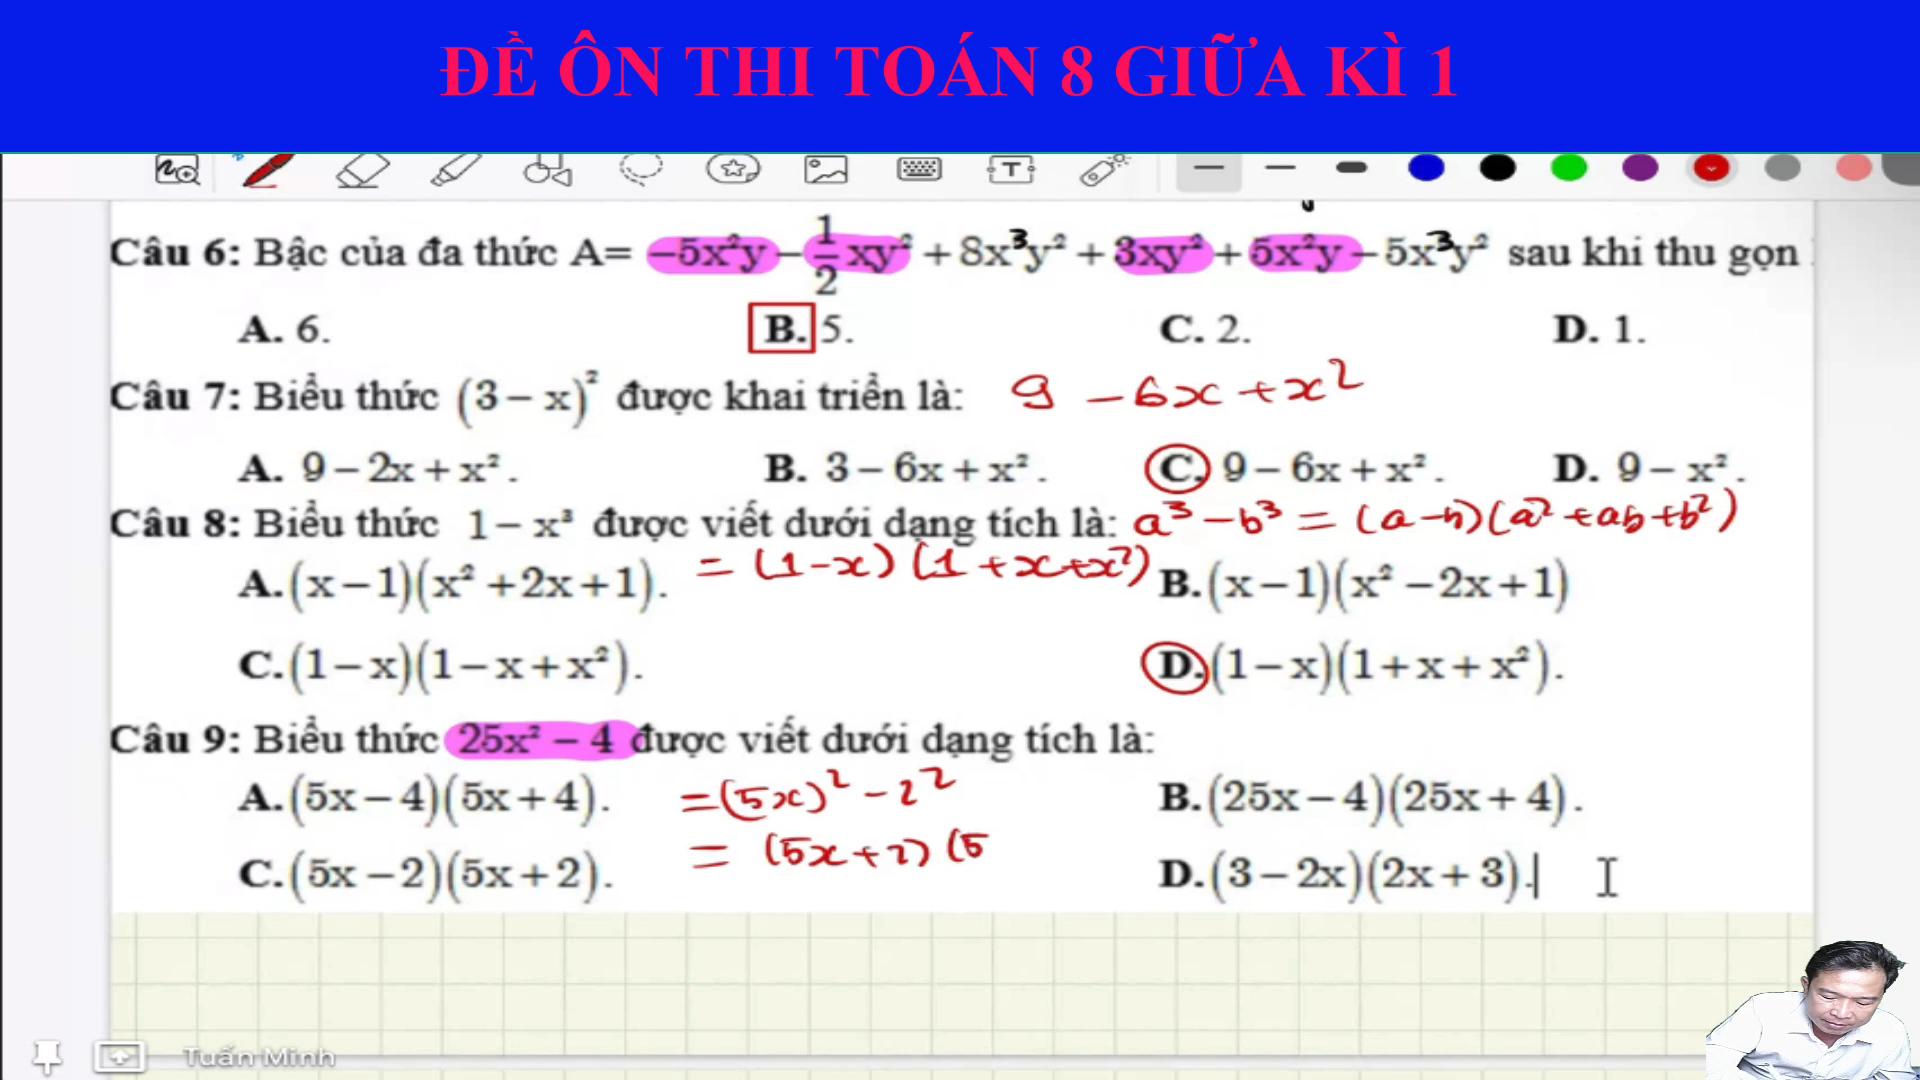 ĐỀ ÔN THI TOÁN 8 GIỮA KÌ 1
Câu 6: Bậc của đa thức A= −5x²y − 1/2 xy² + 8x³y² + 3xy² + 5x²y − 5x³y² sau khi thu gọn
A. 6. B. 5. C. 2. D. 1.
Câu 7: Biểu thức (3 − x)² được khai triển là: 9 − 6x + x²
A. 9 − 2x + x². B. 3 − 6x + x². C. 9 − 6x + x². D. 9 − x².
Câu 8: Biểu thức 1 − x³ được viết dưới dạng tích là: a³ − b³ = (a − b)(a² + ab + b²)
= (1 − x)(1 + x + x²)
A. (x − 1)(x² + 2x + 1). B. (x − 1)(x² − 2x + 1)
C. (1 − x)(1 − x + x²). D. (1 − x)(1 + x + x²).
Câu 9: Biểu thức 25x² − 4 được viết dưới dạng tích là:
A. (5x − 4)(5x + 4). = (5x)² − 2² B. (25x − 4)(25x + 4).
= (5x + 2)(5
C. (5x − 2)(5x + 2). D. (3 − 2x)(2x + 3).
Tuấn Minh